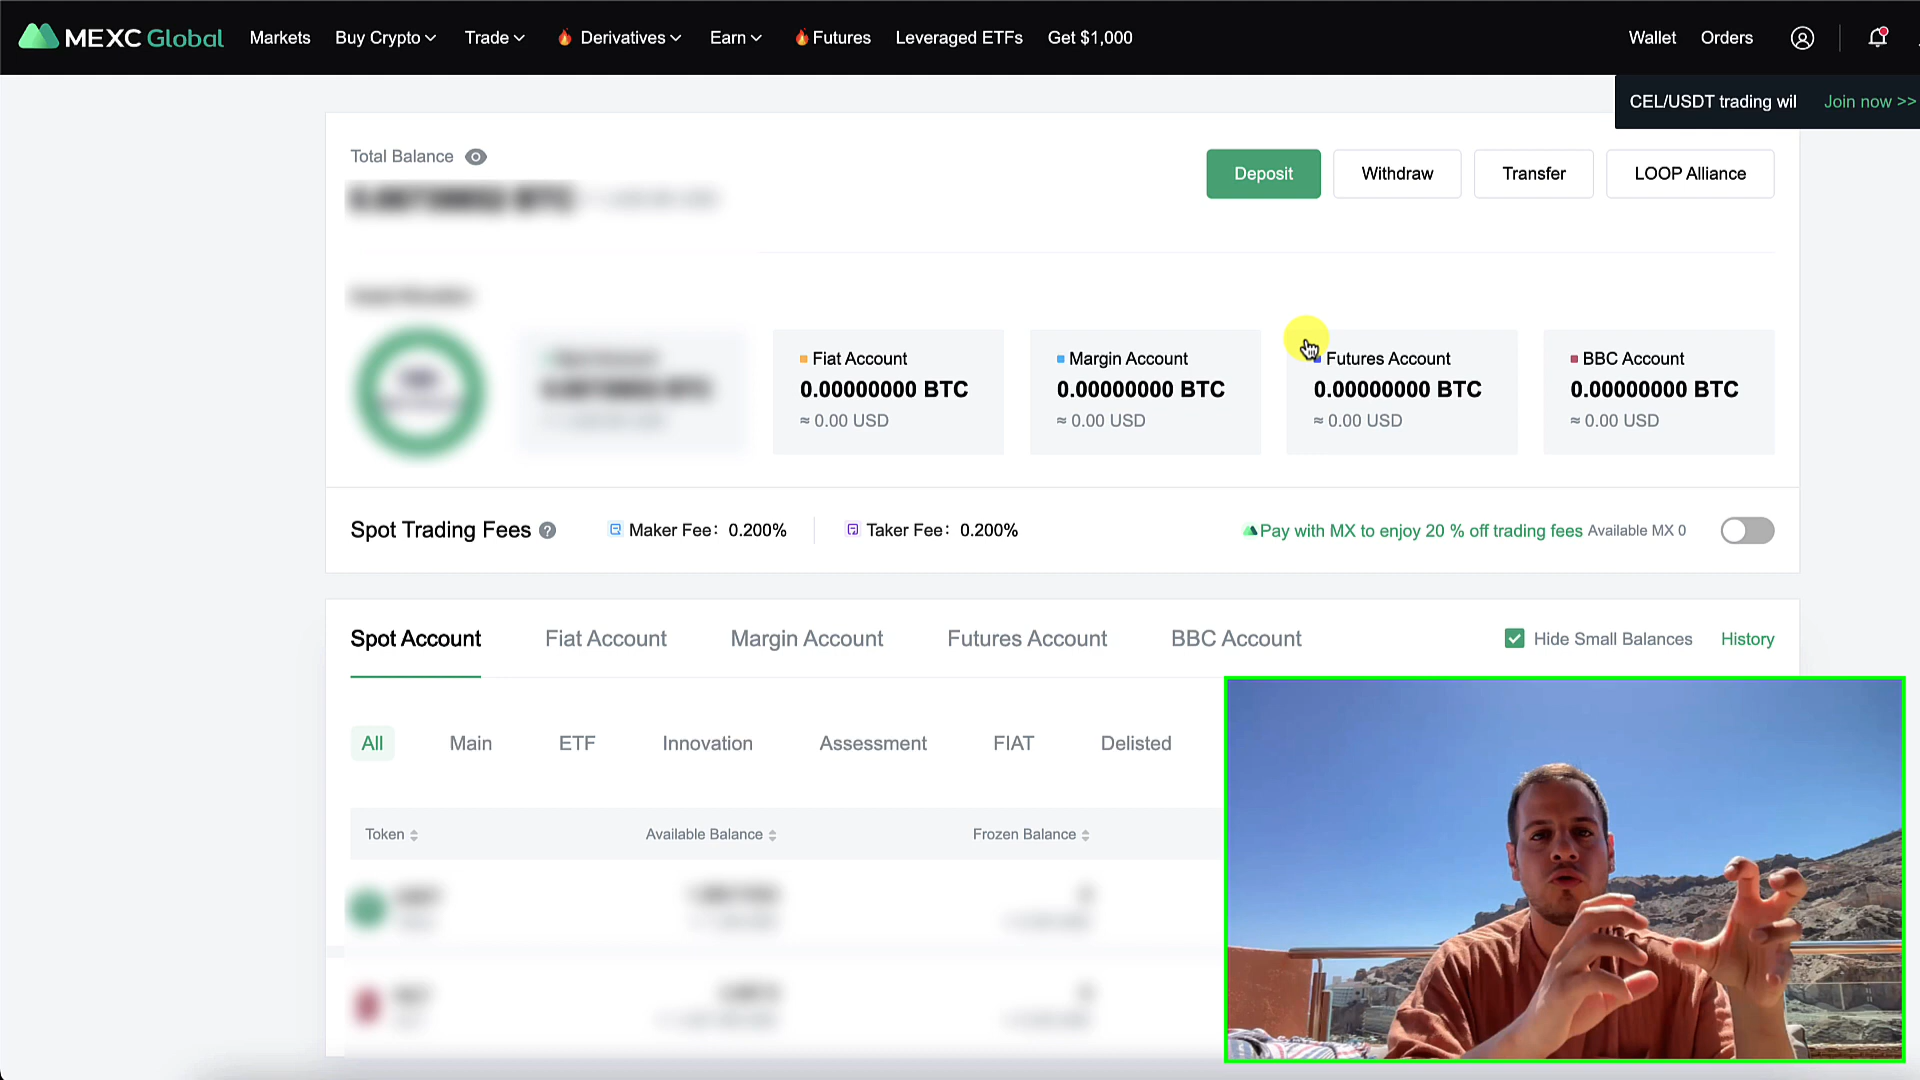 MEXC Global Markets Buy Crypto Trade Derivatives Earn Futures Leveraged ETFs Get $1,000 Wallet Orders
CEL/USDT trading wil Join now >>
Total Balance
Deposit Withdraw Transfer LOOP Alliance
Fiat Account Margin Account Futures Account BBC Account
0.00000000 BTC 0.00000000 BTC 0.00000000 BTC 0.00000000 BTC
≈ 0.00 USD ≈ 0.00 USD ≈ 0.00 USD ≈ 0.00 USD
Spot Trading Fees ? Maker Fee: 0.200% Taker Fee: 0.200% Pay with MX to enjoy 20 % off trading fees Available MX 0
Spot Account Fiat Account Margin Account Futures Account BBC Account Hide Small Balances History
All Main ETF Innovation Assessment FIAT Delisted
Token Available Balance Frozen Balance